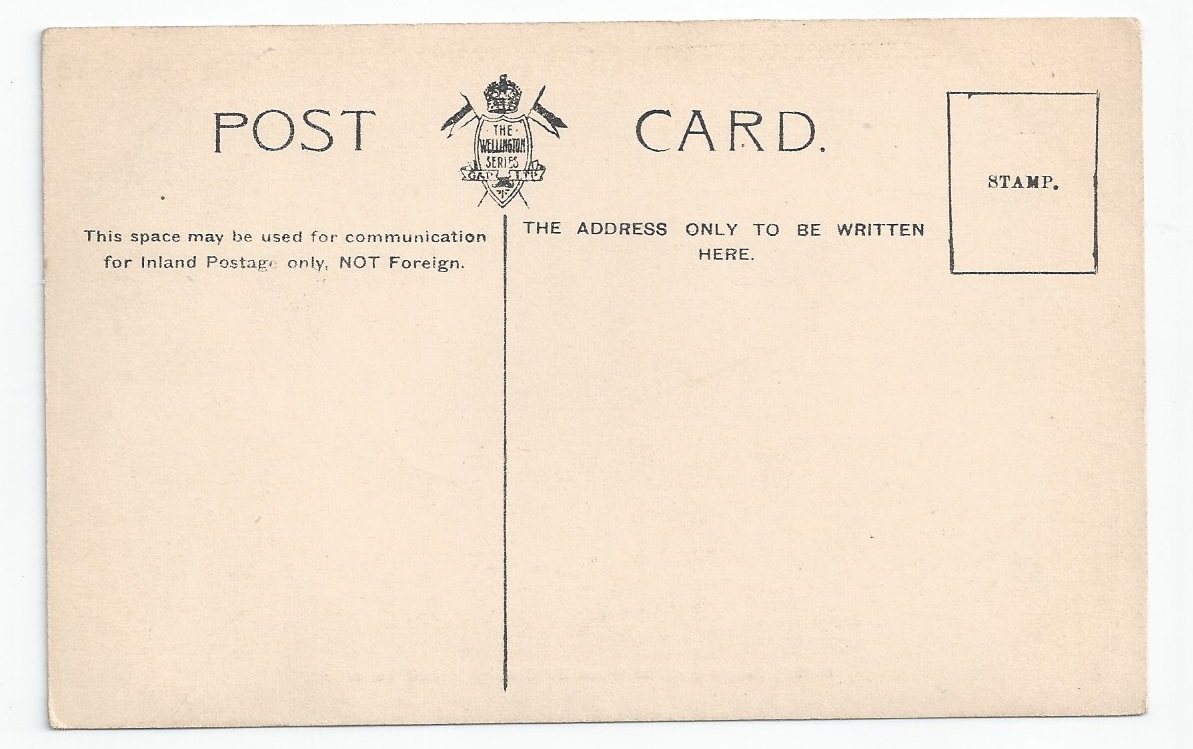 POST CARD.
· THE ·
WELLINGTON
SERIES
G&P LTD
STAMP.
This space may be used for communication
for Inland Postage only, NOT Foreign.
THE ADDRESS ONLY TO BE WRITTEN
HERE.